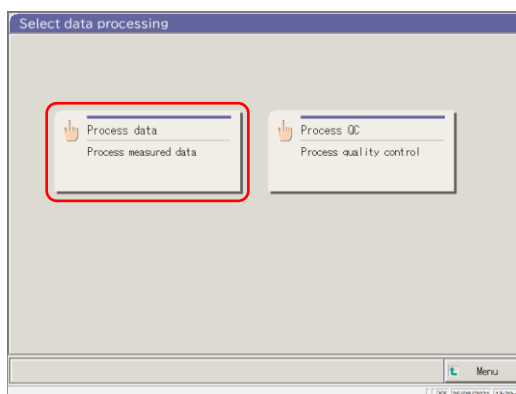 Select data processing
Process data
Process measured data
Process QC
Process quality control
Menu